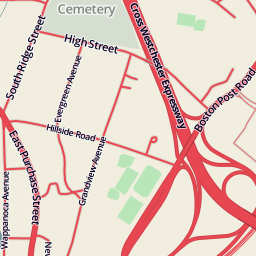 Cemetery
High Street
South Ridge Street
Cross Westchester Expressway
Evergreen Avenue
Boston Post Road
Hillside Road
Grandview Avenue
East Purchase Street
Wappanoca Avenue